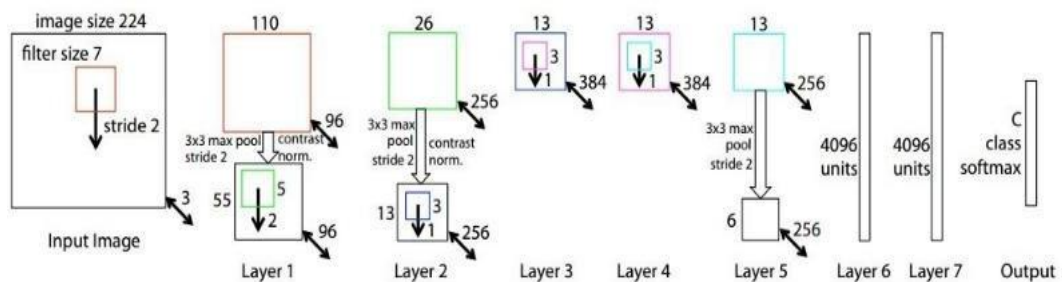 image size 224
filter size 7
stride 2
3
Input Image
110
96
3x3 max pool
stride 2
contrast
norm.
55
5
2
96
Layer 1
26
256
3x3 max
pool
stride 2
contrast
norm.
13
3
1
256
Layer 2
13
3
1
384
Layer 3
13
3
1
384
Layer 4
13
256
3x3 max
pool
stride 2
6
256
Layer 5
4096
units
Layer 6
4096
units
Layer 7
C
class
softmax
Output